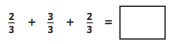 2/3 + 3/3 + 2/3 =